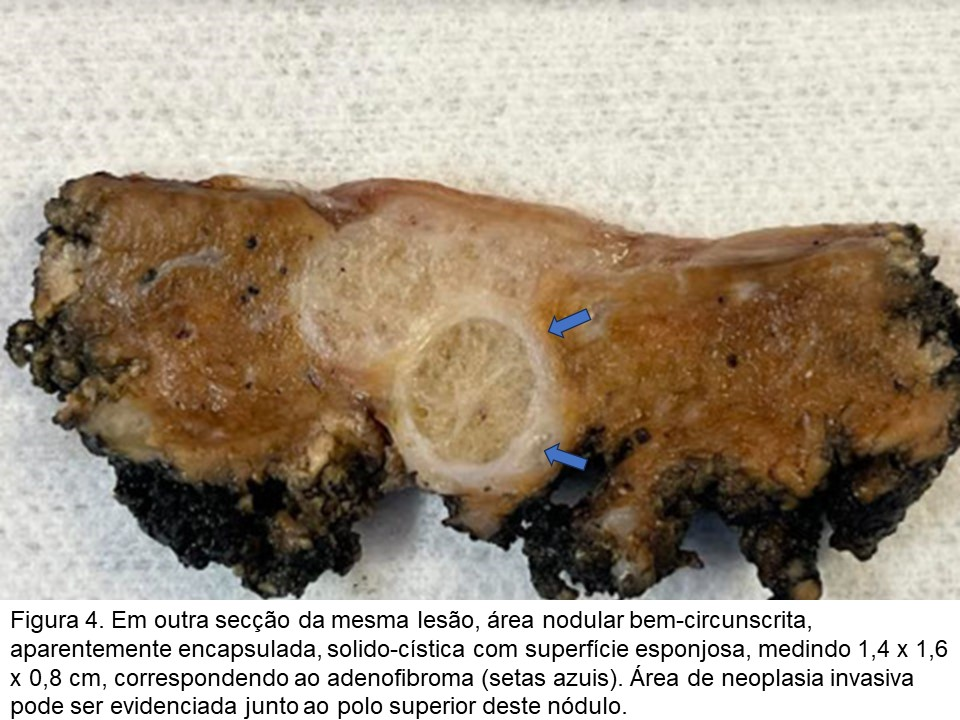 Figura 4. Em outra secção da mesma lesão, área nodular bem-circunscrita,
aparentemente encapsulada, solido-cística com superfície esponjosa, medindo 1,4 x 1,6
x 0,8 cm, correspondendo ao adenofibroma (setas azuis). Área de neoplasia invasiva
pode ser evidenciada junto ao polo superior deste nódulo.